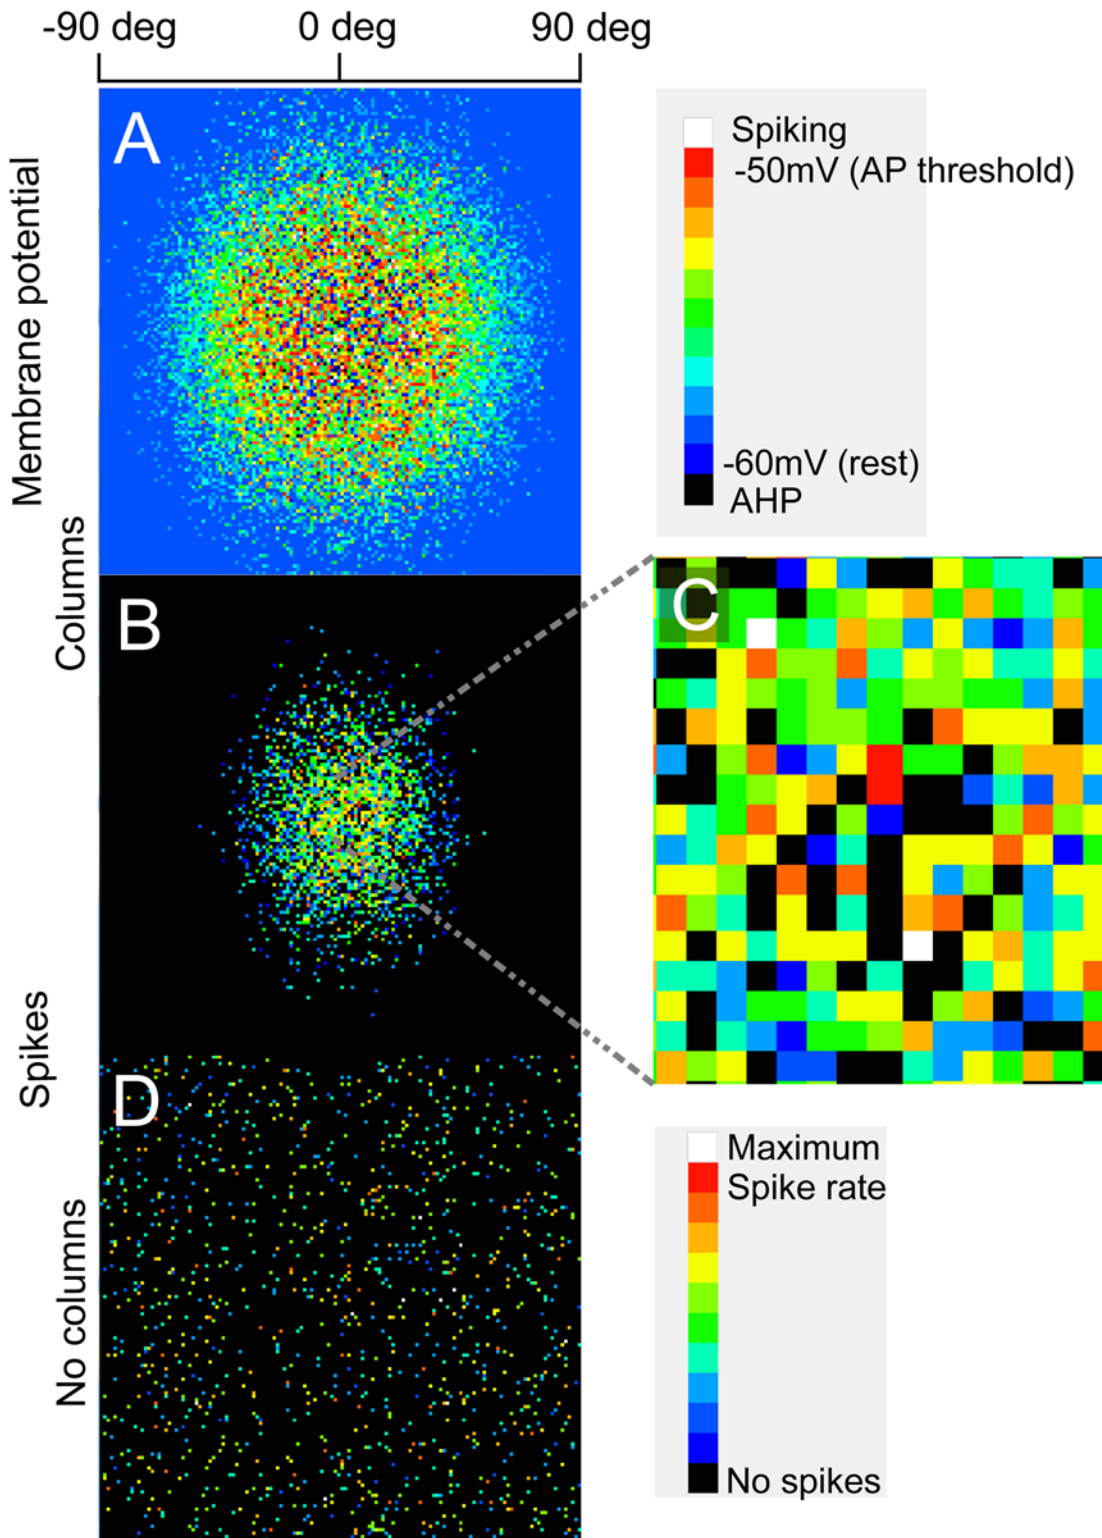 -90 deg 0 deg 90 deg
A
Membrane potential
Columns
B
Spikes
D
No columns
Spiking
-50mV (AP threshold)
-60mV (rest)
AHP
C
Maximum
Spike rate
No spikes